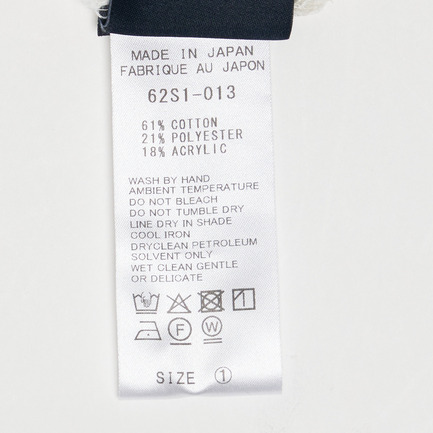 MADE IN JAPAN
FABRIQUE AU JAPON
62S1-013
61% COTTON
21% POLYESTER
18% ACRYLIC
WASH BY HAND
AMBIENT TEMPERATURE
DO NOT BLEACH
DO NOT TUMBLE DRY
LINE DRY IN SHADE
COOL IRON
DRYCLEAN PETROLEUM
SOLVENT ONLY
WET CLEAN GENTLE
OR DELICATE
F W
SIZE ①